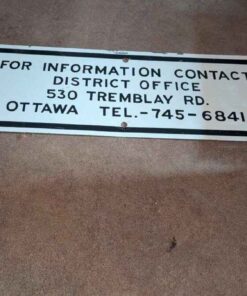 FOR INFORMATION CONTACT
DISTRICT OFFICE
530 TREMBLAY RD.
OTTAWA TEL.-745-6841